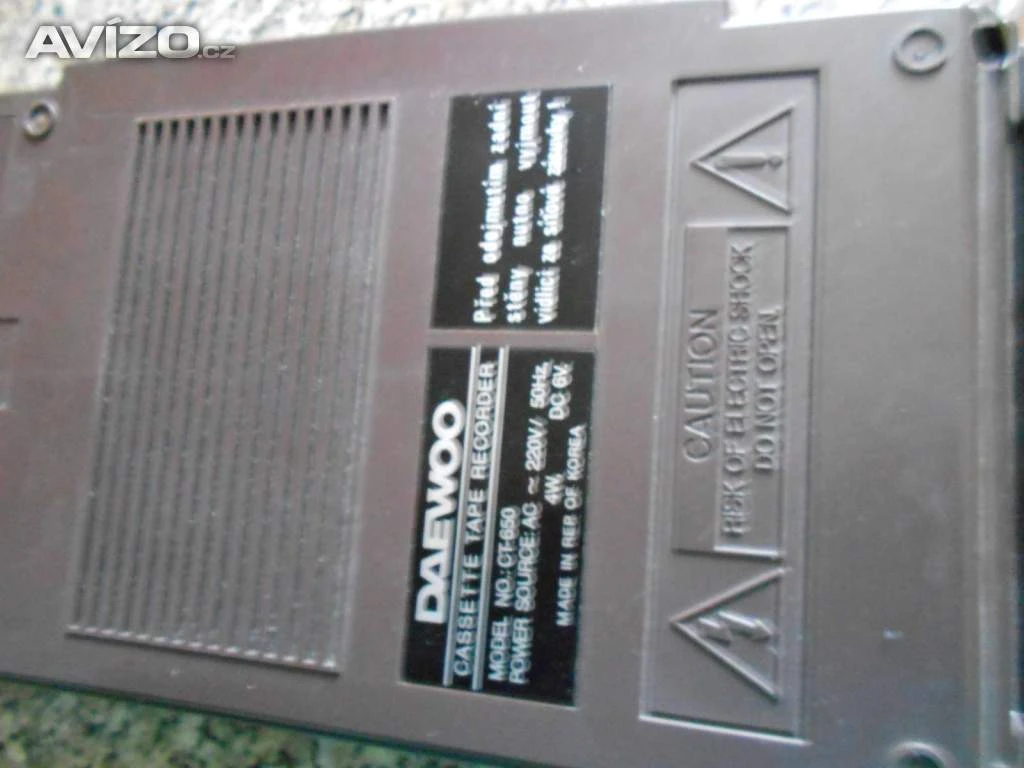 AVÍZO.cz
DAEWOO
CASSETTE TAPE RECORDER
MODEL NO.: CT-650
POWER SOURCE: AC ≃ 220V/ 50Hz,
4W, DC 6V,
MADE IN REP OF KOREA
Před odejmutím zadní
stěny nutno vyjmout
vidlici ze síťové zásuvky!
CAUTION
RISK OF ELECTRIC SHOCK
DO NOT OPEN.